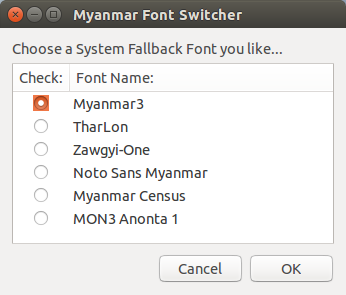 Myanmar Font Switcher
Choose a System Fallback Font you like...
Check: Font Name:
Myanmar3
TharLon
Zawgyi-One
Noto Sans Myanmar
Myanmar Census
MON3 Anonta 1
Cancel OK